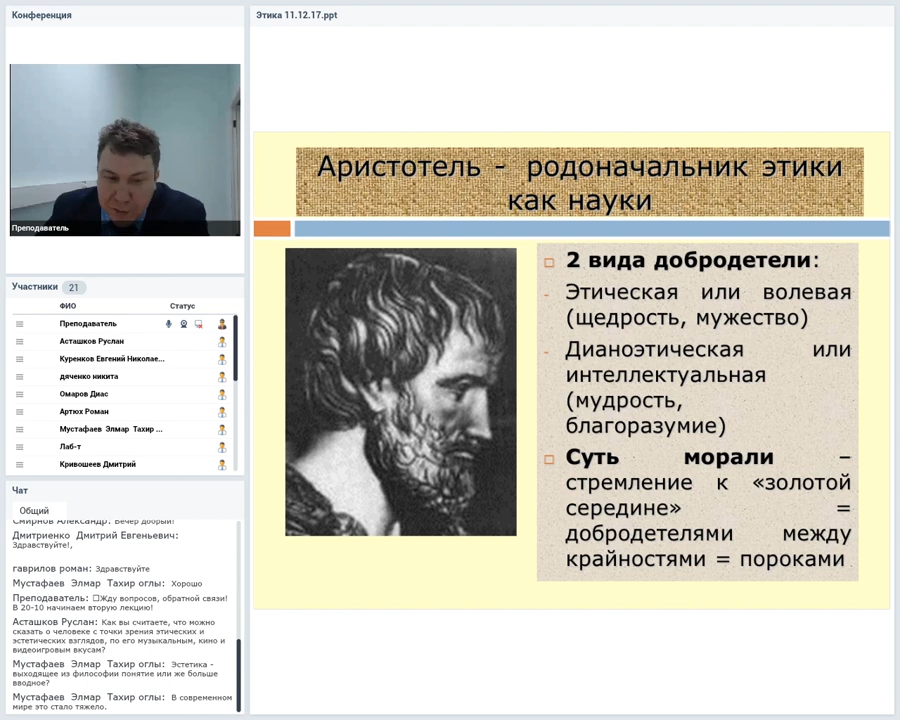 Конференция
Преподаватель
Участники 21
ФИО Статус
Преподаватель
Асташков Руслан
Куренков Евгений Николае...
дяченко никита
Омаров Диас
Артюх Роман
Мустафаев Элмар Тахир ...
Лаб-т
Кривошеев Дмитрий
Чат
Общий
Смирнов Александр: Вечер добрый!
Дмитриенко Дмитрий Евгеньевич:
Здравствуйте!,
гаврилов роман: Здравствуйте
Мустафаев Элмар Тахир оглы: Хорошо
Преподаватель: ☐Жду вопросов, обратной связи!
В 20-10 начинаем вторую лекцию!
Асташков Руслан: Как вы считаете, что можно
сказать о человеке с точки зрения этических и
эстетических взглядов, по его музыкальным, кино и
видеоигровым вкусам?
Мустафаев Элмар Тахир оглы: Эстетика -
выходящее из философии понятие или же больше
вводное?
Мустафаев Элмар Тахир оглы: В современном
мире это стало тяжело.
Этика 11.12.17.ppt
Аристотель - родоначальник этики
как науки
2 вида добродетели:
- Этическая или волевая
(щедрость, мужество)
- Дианоэтическая или
интеллектуальная
(мудрость,
благоразумие)
Суть морали –
стремление к «золотой
середине» =
добродетелями между
крайностями = пороками